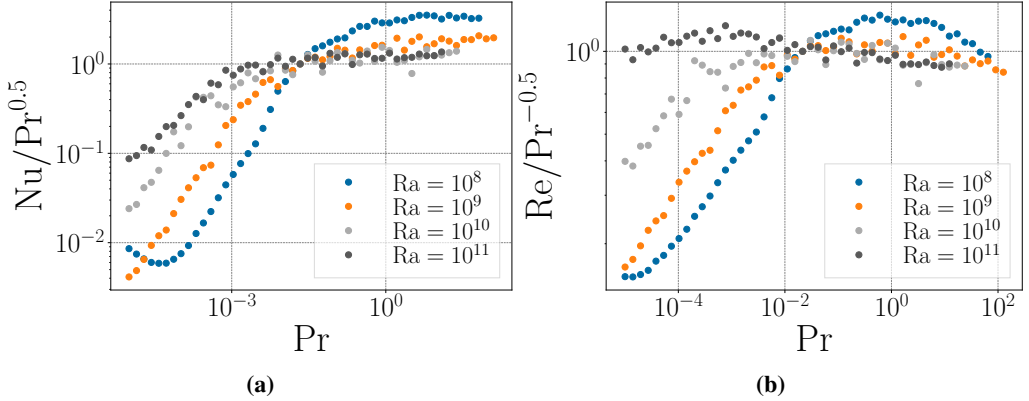 Nu/Pr^0.5
10^0
10^-1
10^-2
10^-3
10^0
Pr
Ra = 10^8
Ra = 10^9
Ra = 10^10
Ra = 10^11
(a)
Re/Pr^-0.5
10^0
10^-4
10^-2
10^0
10^2
Pr
Ra = 10^8
Ra = 10^9
Ra = 10^10
Ra = 10^11
(b)